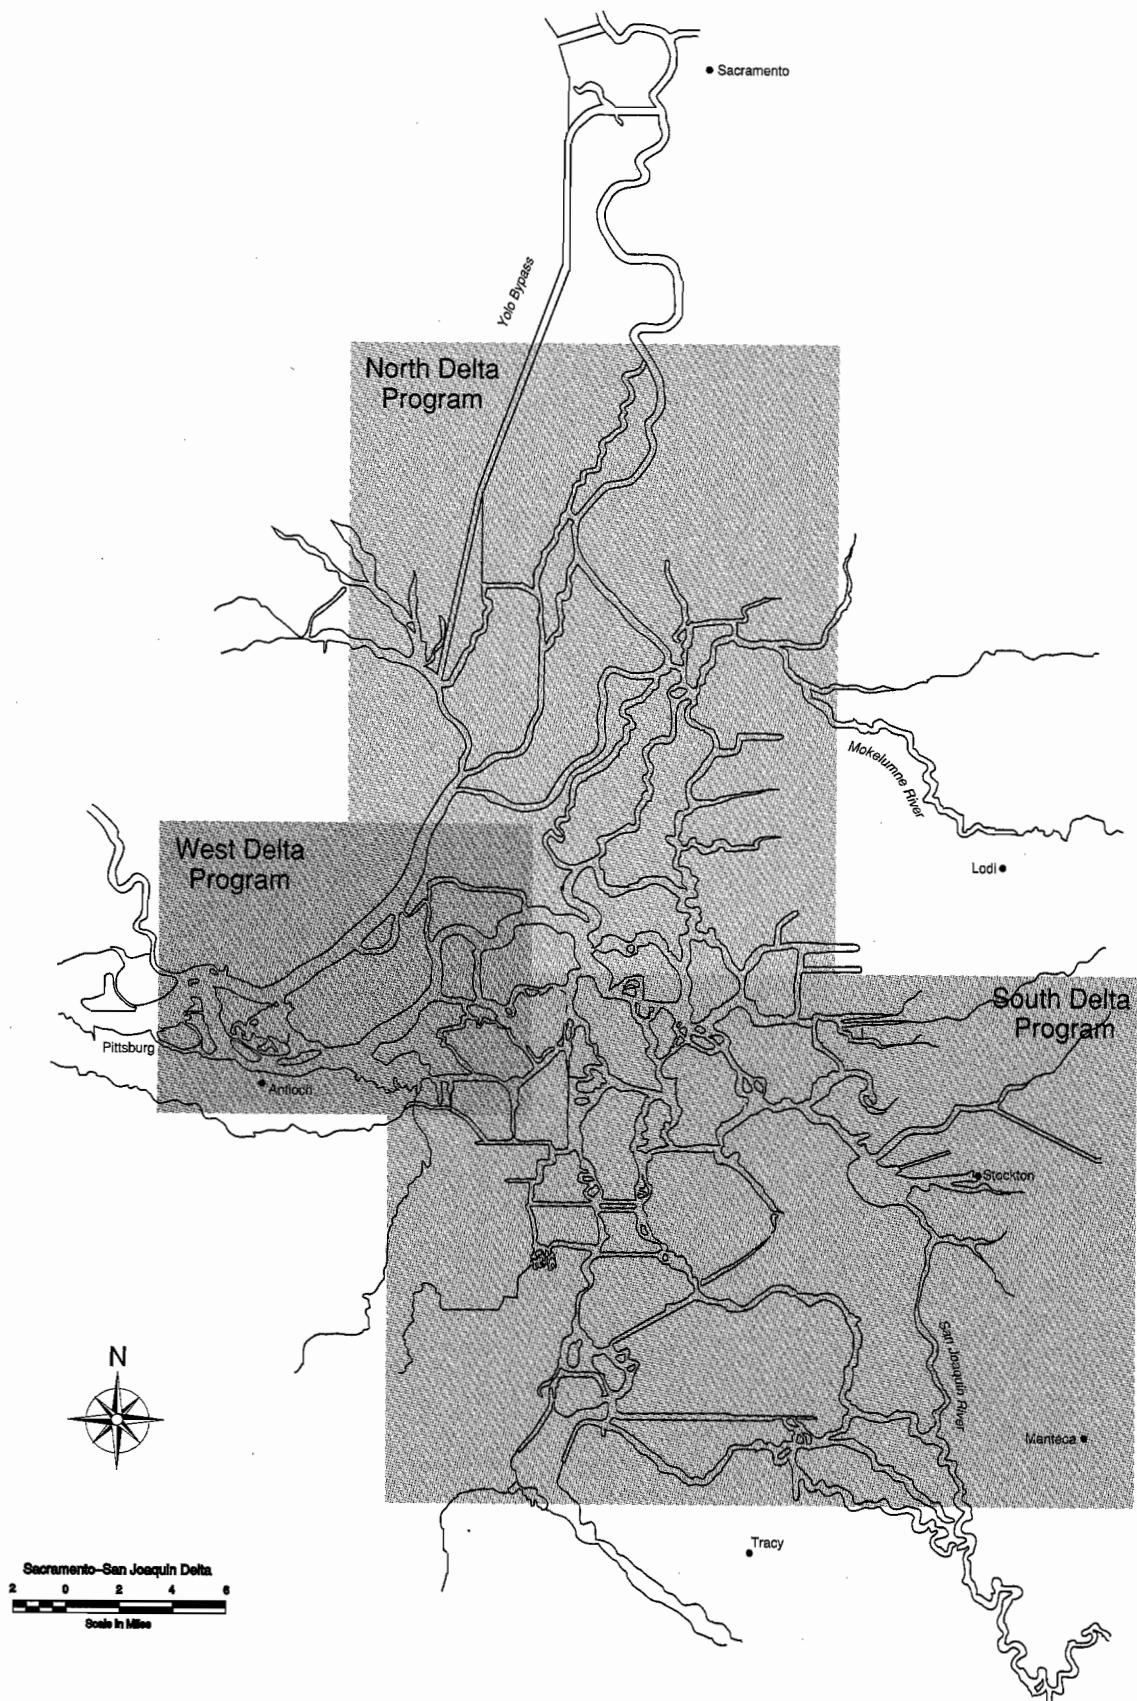 Sacramento
Yolo Bypass
North Delta
Program
Mokelumne River
West Delta
Program
Lodi
South Delta
Program
Pittsburg
Antioch
Stockton
San Joaquin River
N
Manteca
Tracy
Sacramento–San Joaquin Delta
2 0 2 4 6
Scale in Miles